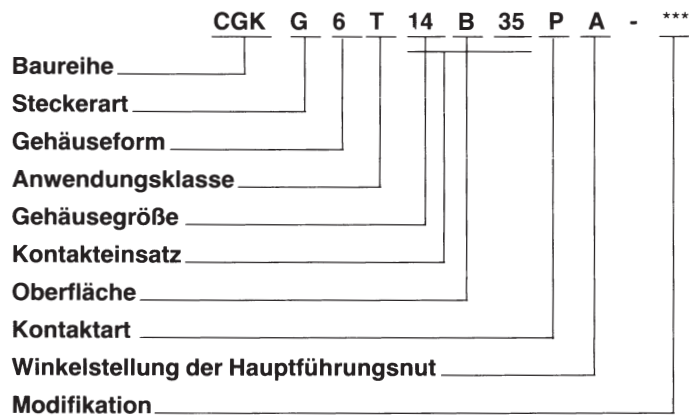 CGK G 6 T 14 B 35 P A - ***
Baureihe
Steckerart
Gehäuseform
Anwendungsklasse
Gehäusegröße
Kontakteinsatz
Oberfläche
Kontaktart
Winkelstellung der Hauptführungsnut
Modifikation